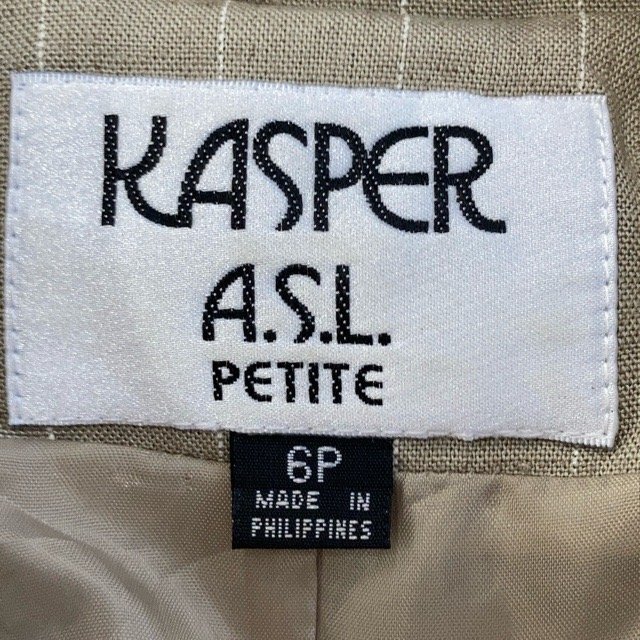 KASPER
A.S.L.
PETITE
6P
MADE IN
PHILIPPINES